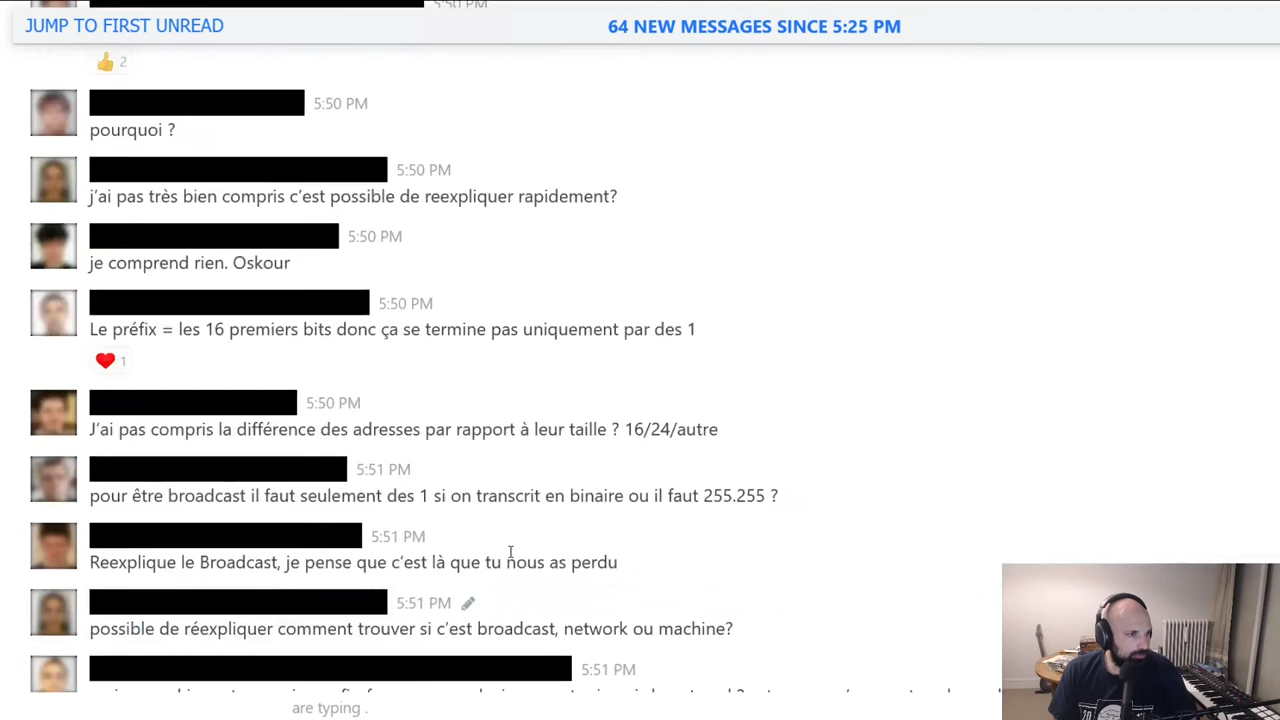 5:50 PM
JUMP TO FIRST UNREAD
64 NEW MESSAGES SINCE 5:25 PM
2
5:50 PM
pourquoi ?
5:50 PM
j’ai pas très bien compris c’est possible de reexpliquer rapidement?
5:50 PM
je comprend rien. Oskour
5:50 PM
Le préfix = les 16 premiers bits donc ça se termine pas uniquement par des 1
1
5:50 PM
J’ai pas compris la différence des adresses par rapport à leur taille ? 16/24/autre
5:51 PM
pour être broadcast il faut seulement des 1 si on transcrit en binaire ou il faut 255.255 ?
5:51 PM
Reexplique le Broadcast, je pense que c’est là que tu nous as perdu
5:51 PM
possible de réexpliquer comment trouver si c’est broadcast, network ou machine?
5:51 PM
are typing .